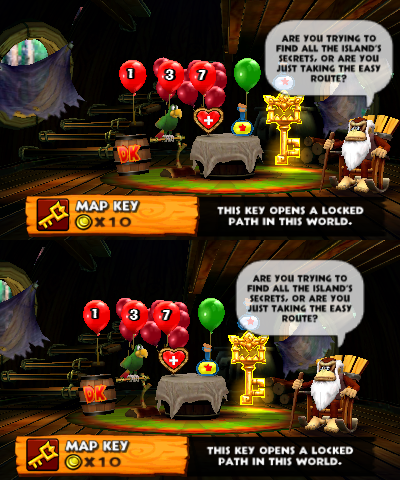 ARE YOU TRYING TO
FIND ALL THE ISLAND'S
SECRETS, OR ARE YOU
JUST TAKING THE EASY
ROUTE?
1 3 7
DK
MAP KEY
X10
THIS KEY OPENS A LOCKED
PATH IN THIS WORLD.
ARE YOU TRYING TO
FIND ALL THE ISLAND'S
SECRETS, OR ARE YOU
JUST TAKING THE EASY
ROUTE?
1 3 7
DK
MAP KEY
X10
THIS KEY OPENS A LOCKED
PATH IN THIS WORLD.